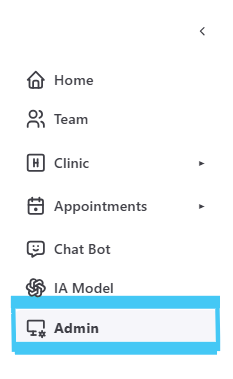 Home
Team
Clinic
Appointments
Chat Bot
IA Model
Admin